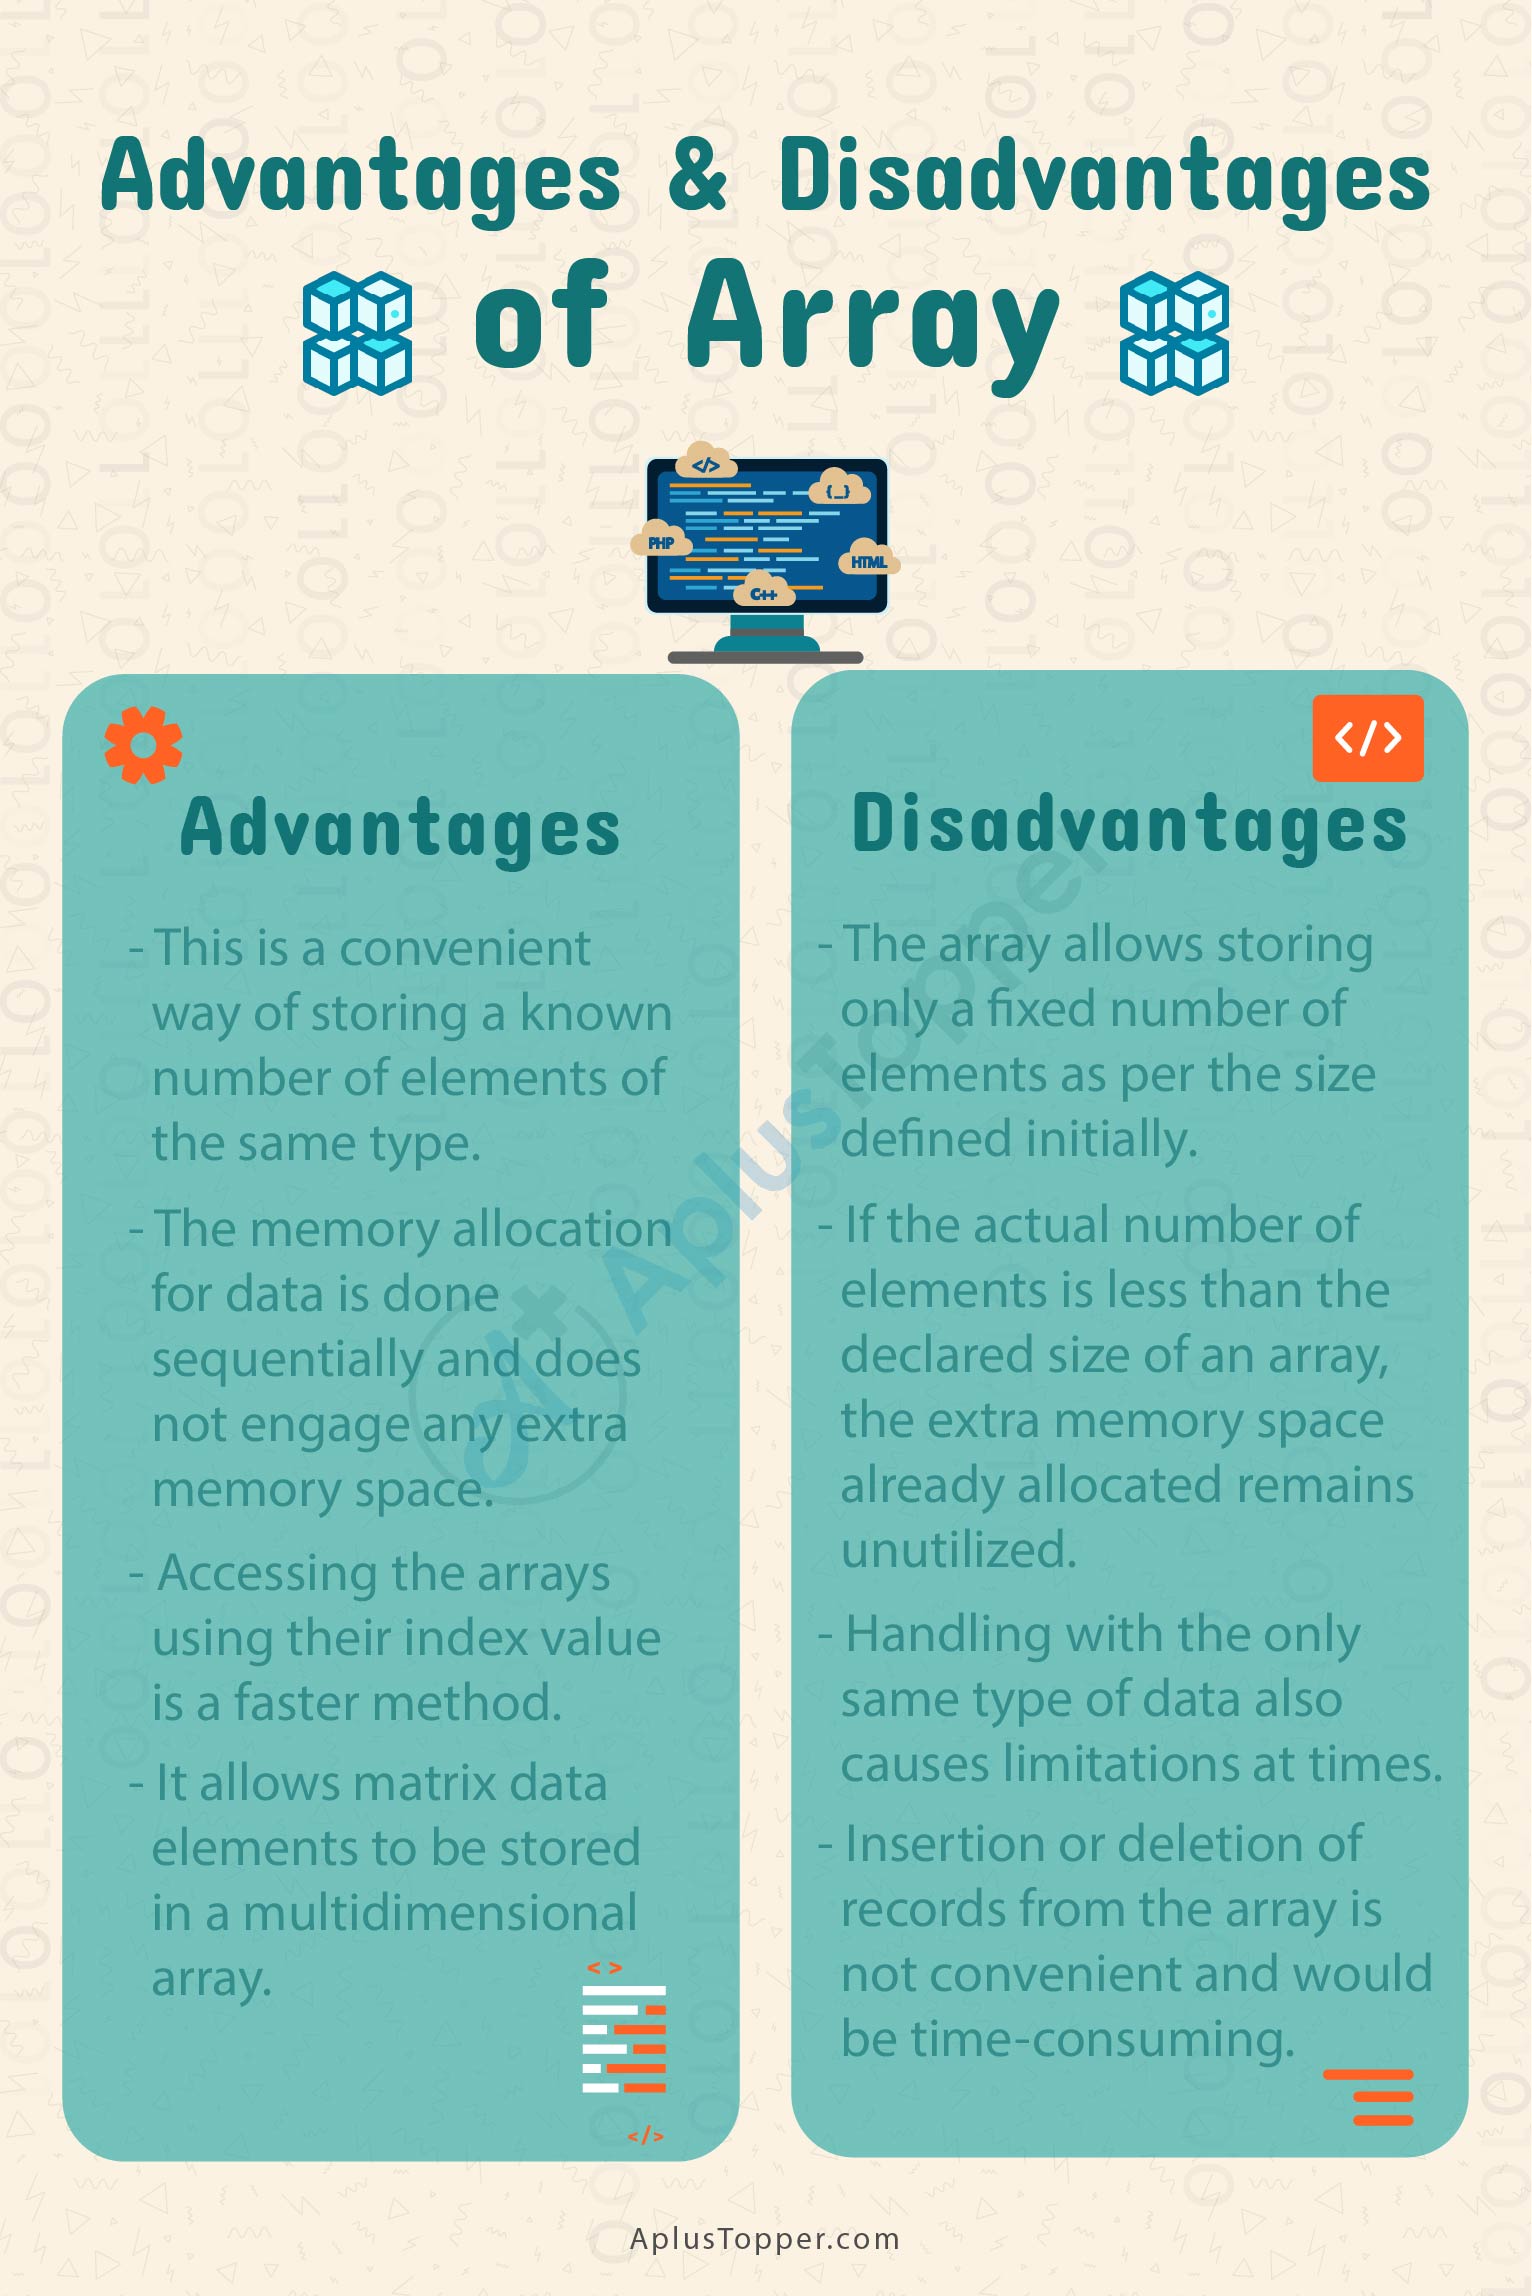 Advantages & Disadvantages
of Array
</>
{_}
PHP
HTML
C++
</>
Advantages
- This is a convenient
way of storing a known
number of elements of
the same type.
- The memory allocation
for data is done
sequentially and does
not engage any extra
memory space.
- Accessing the arrays
using their index value
is a faster method.
- It allows matrix data
elements to be stored
in a multidimensional
array.
< >
</>
Disadvantages
- The array allows storing
only a fixed number of
elements as per the size
defined initially.
- If the actual number of
elements is less than the
declared size of an array,
the extra memory space
already allocated remains
unutilized.
- Handling with the only
same type of data also
causes limitations at times.
- Insertion or deletion of
records from the array is
not convenient and would
be time-consuming.
AplusTopper
AplusTopper.com